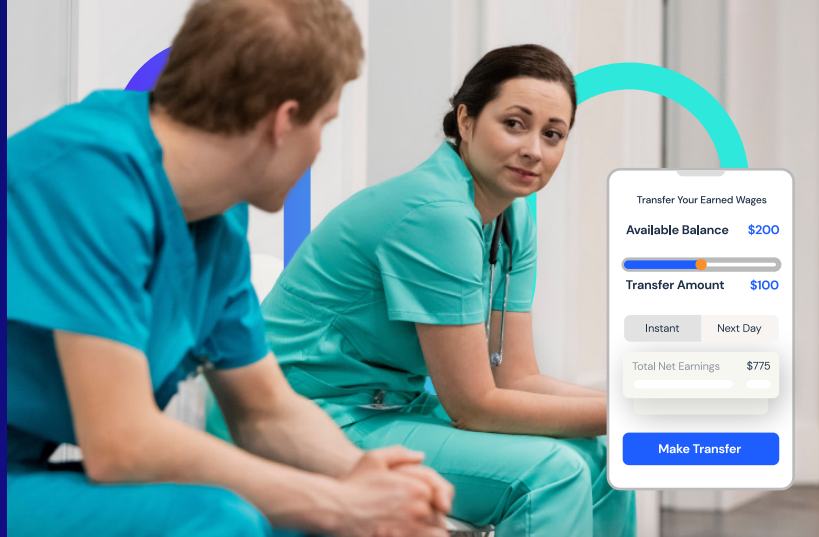 Transfer Your Earned Wages
Available Balance $200
Transfer Amount $100
Instant Next Day
Total Net Earnings $775
Make Transfer